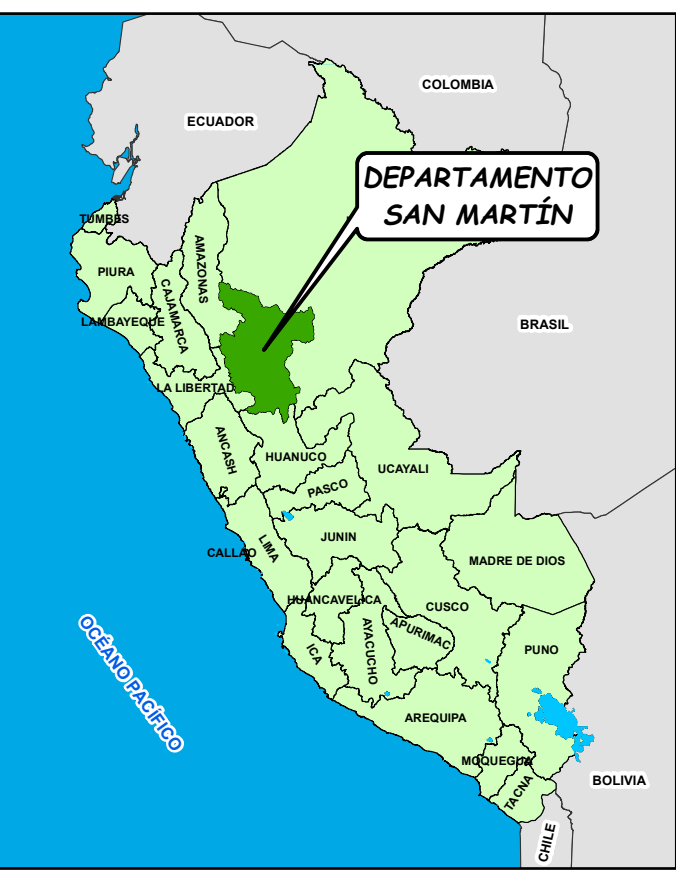 COLOMBIA
ECUADOR
DEPARTAMENTO
SAN MARTÍN
TUMBES
AMAZONAS
PIURA
CAJAMARCA
LAMBAYEQUE
BRASIL
LA LIBERTAD
ANCASH
HUANUCO
UCAYALI
PASCO
LIMA
JUNIN
CALLAO
MADRE DE DIOS
HUANCAVELICA
CUSCO
AYACUCHO
APURIMAC
ICA
PUNO
OCÉANO PACÍFICO
AREQUIPA
MOQUEGUA
BOLIVIA
TACNA
CHILE